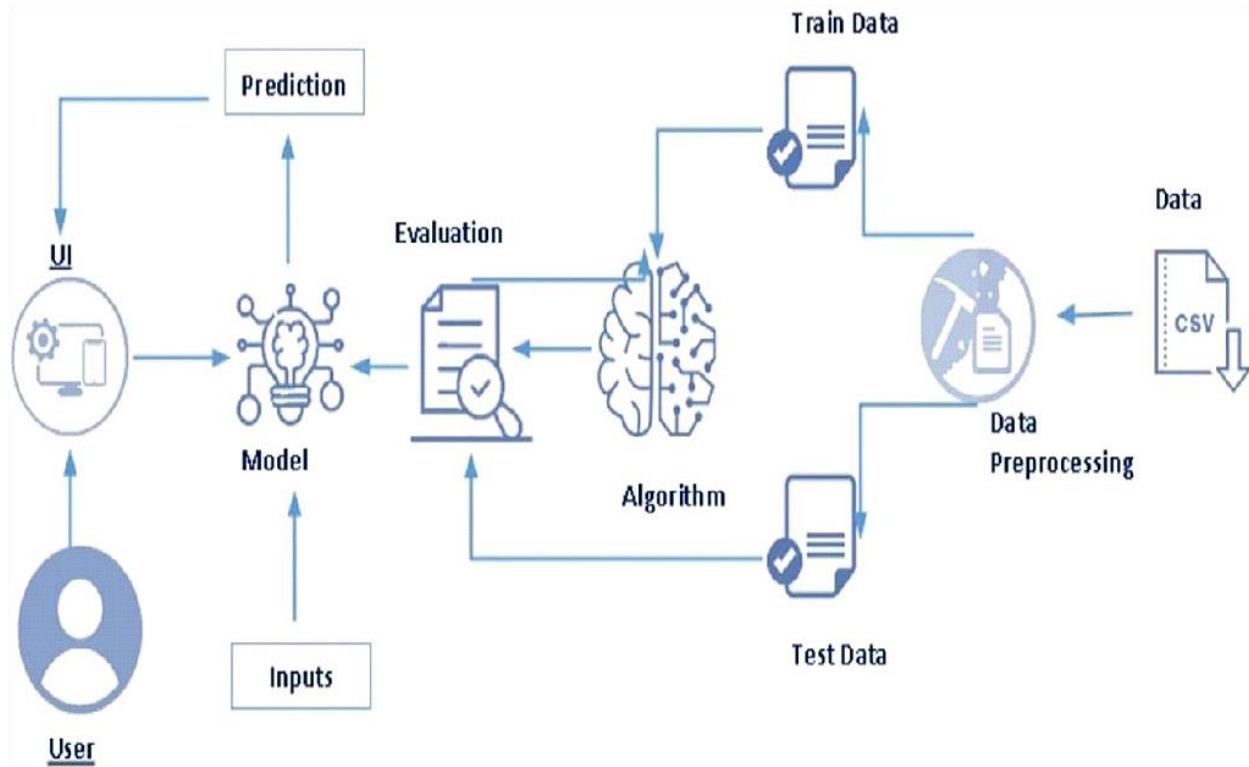 Train Data
Prediction
Data
Evaluation
UI
CSV
Data
Preprocessing
Model
Algorithm
Inputs
Test Data
User